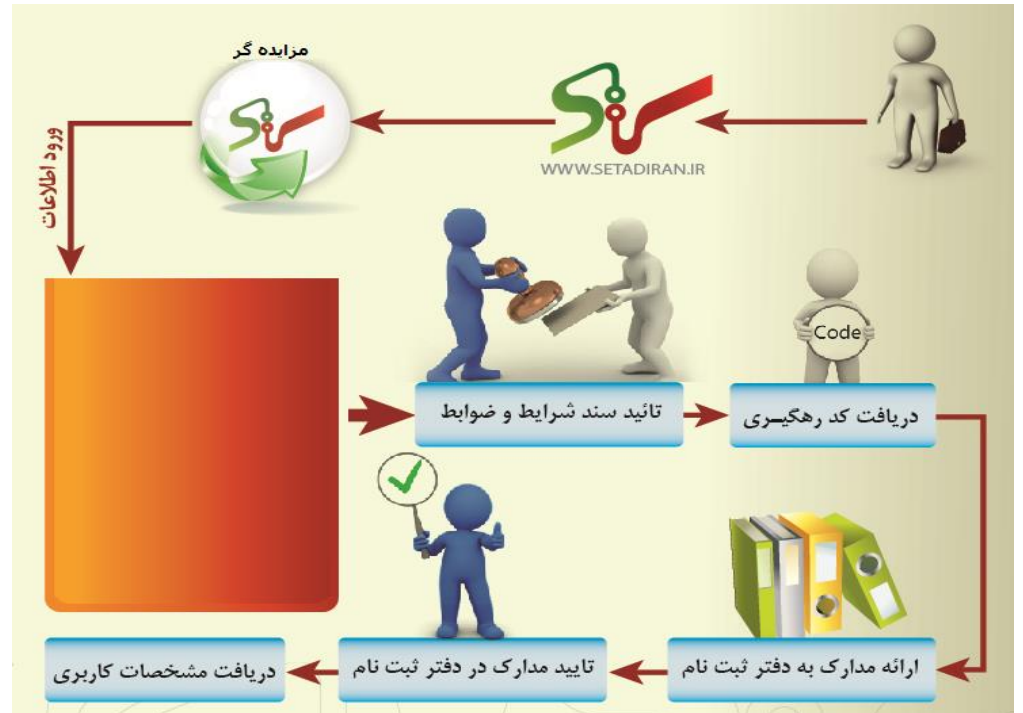 مزایده گر
WWW.SETADIRAN.IR
ورود اطلاعات
Code
تائید سند شرایط و ضوابط
دریافت کد رهگیـری
ارائه مدارک به دفتر ثبت نام
تایید مدارک در دفتر ثبت نام
دریافت مشخصات کاربری